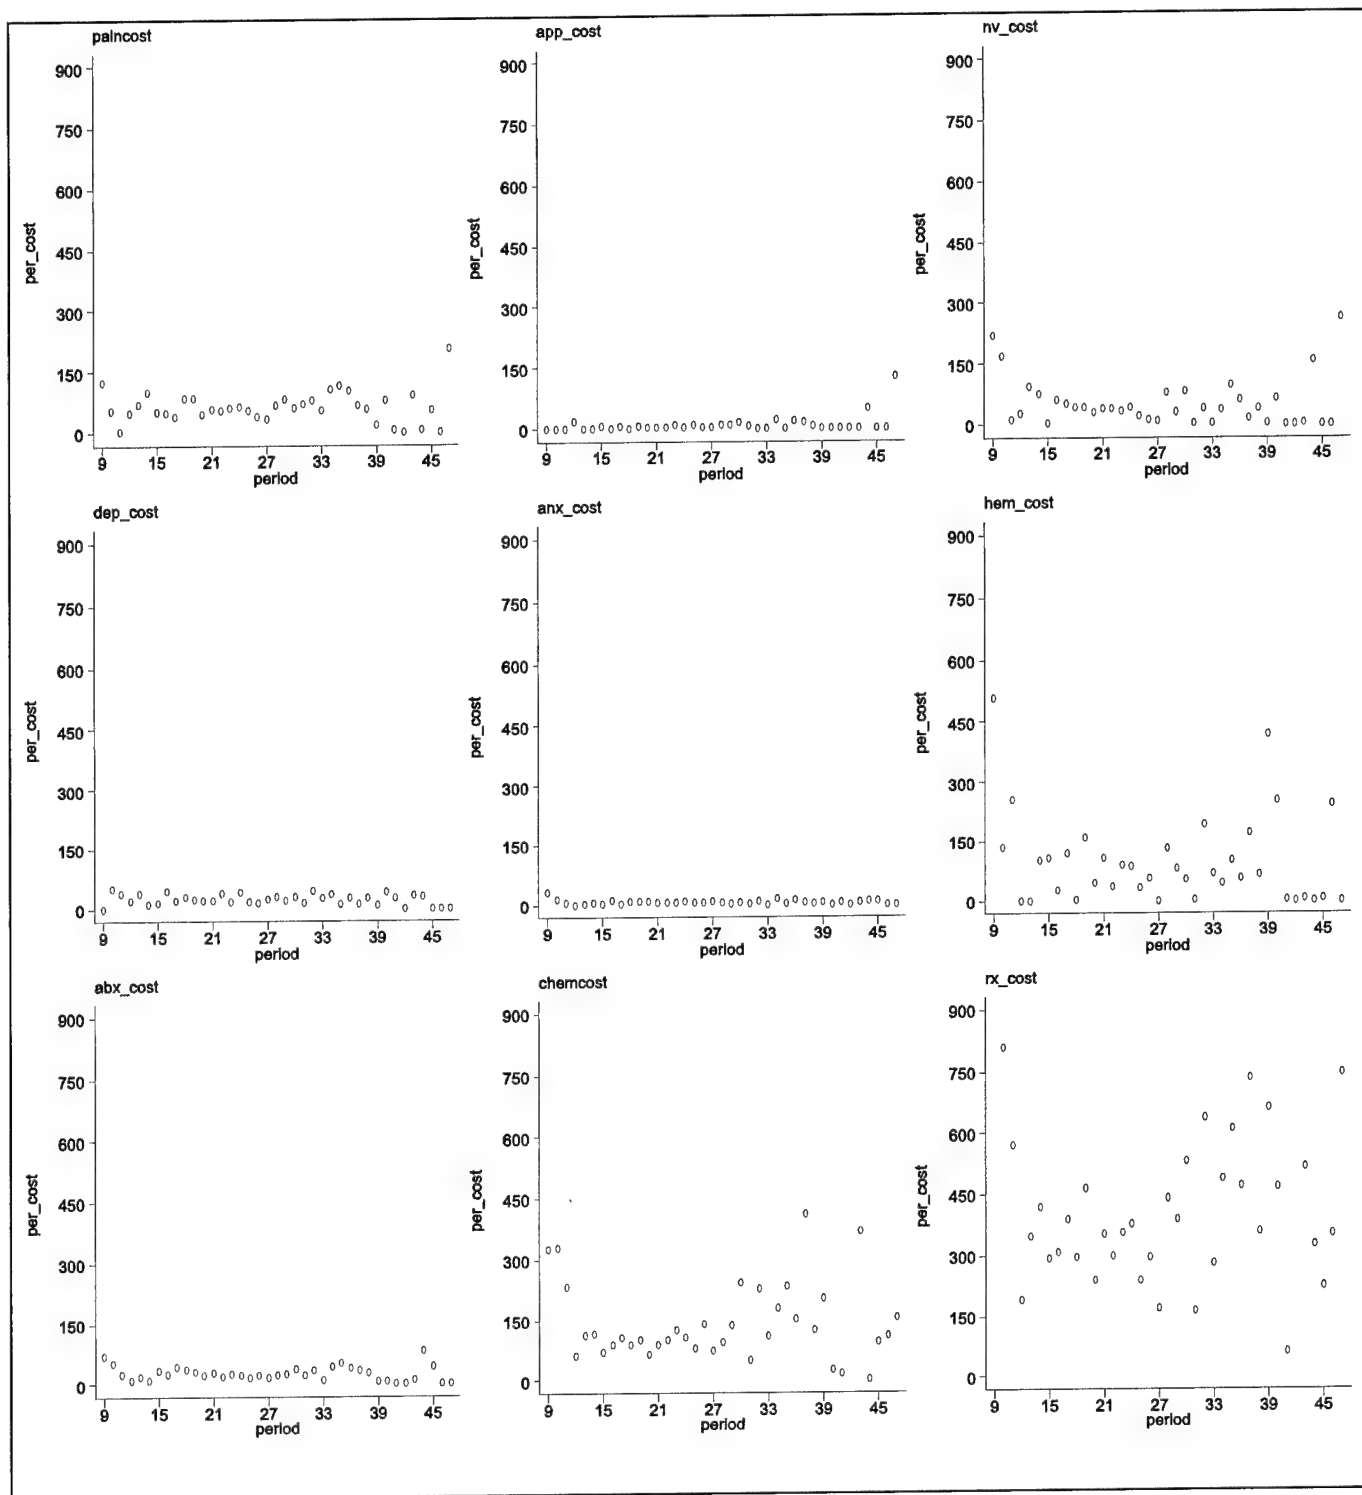 paincost
900
750
600
450
300
150
0
per_cost
9 15 21 27 33 39 45
period
app_cost
900
750
600
450
300
150
0
per_cost
9 15 21 27 33 39 45
period
nv_cost
900
750
600
450
300
150
0
per_cost
9 15 21 27 33 39 45
period
dep_cost
900
750
600
450
300
150
0
per_cost
9 15 21 27 33 39 45
period
anx_cost
900
750
600
450
300
150
0
per_cost
9 15 21 27 33 39 45
period
hem_cost
900
750
600
450
300
150
0
per_cost
9 15 21 27 33 39 45
period
abx_cost
900
750
600
450
300
150
0
per_cost
9 15 21 27 33 39 45
period
chemcost
900
750
600
450
300
150
0
per_cost
9 15 21 27 33 39 45
period
rx_cost
900
750
600
450
300
150
0
per_cost
9 15 21 27 33 39 45
period